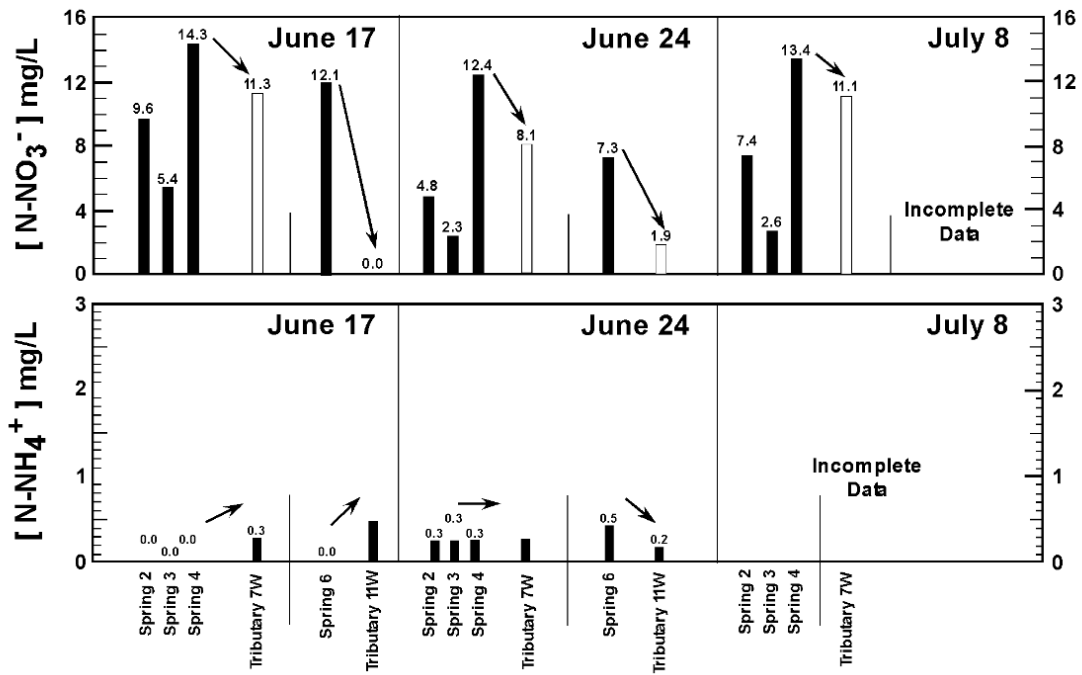 [ N-NO3- ] mg/L
16
12
8
4
0
June 17
9.6
5.4
14.3
11.3
12.1
0.0
June 24
4.8
2.3
12.4
8.1
7.3
1.9
July 8
7.4
2.6
13.4
11.1
Incomplete
Data
16
12
8
4
0
[ N-NH4+ ] mg/L
3
2
1
0
June 17
0.0
0.0
0.0
0.3
0.0
June 24
0.3
0.3
0.3
0.5
0.2
July 8
Incomplete
Data
3
2
1
0
Spring 2
Spring 3
Spring 4
Tributary 7W
Spring 6
Tributary 11W
Spring 2
Spring 3
Spring 4
Tributary 7W
Spring 6
Tributary 11W
Spring 2
Spring 3
Spring 4
Tributary 7W